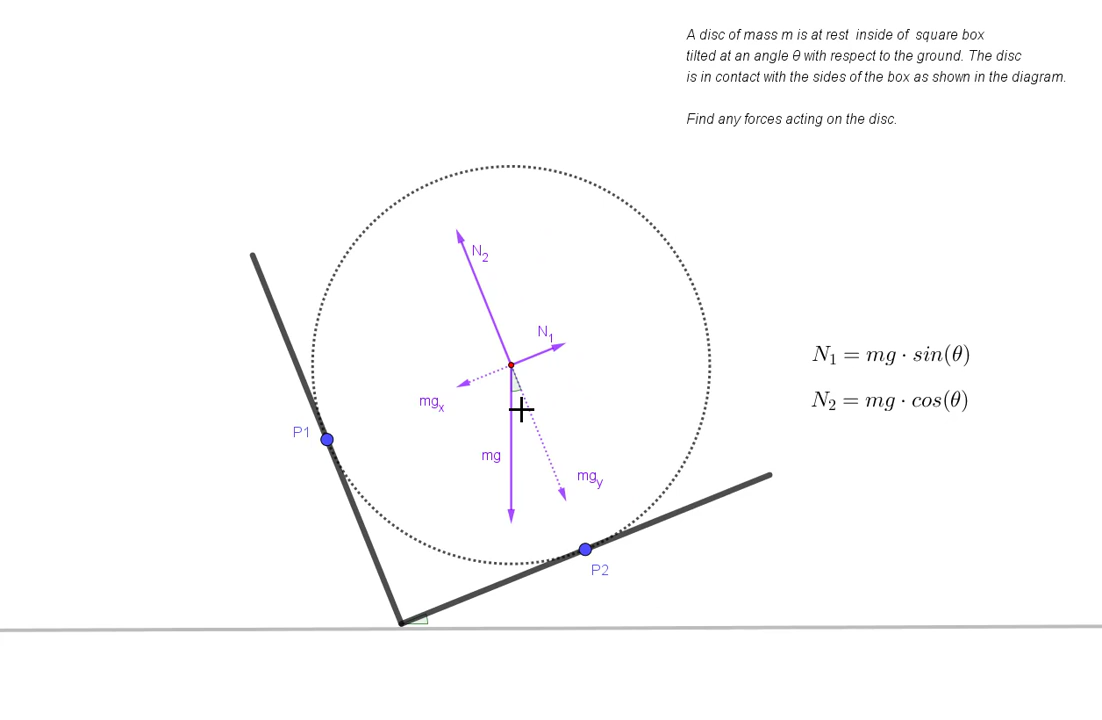 A disc of mass m is at rest inside of square box
tilted at an angle θ with respect to the ground. The disc
is in contact with the sides of the box as shown in the diagram.
Find any forces acting on the disc.
N₂
N₁
N₁ = mg · sin(θ)
mgₓ
N₂ = mg · cos(θ)
P1
mg
mgᵧ
P2